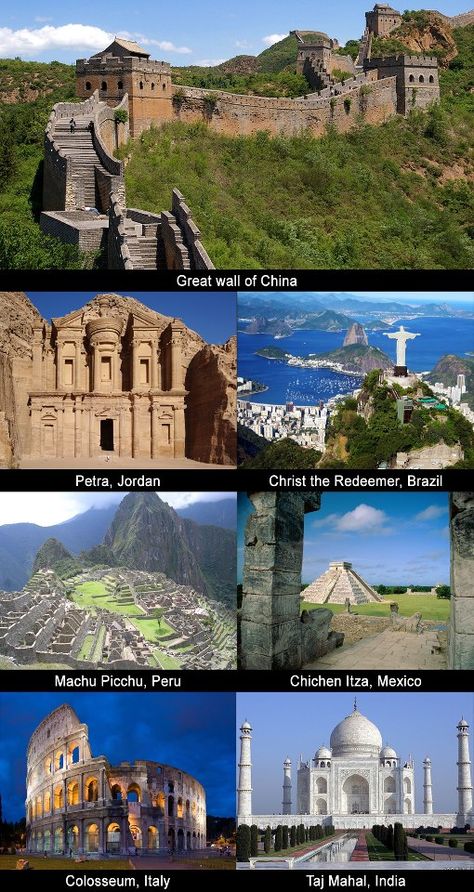 Great wall of China
Petra, Jordan
Christ the Redeemer, Brazil
Machu Picchu, Peru
Chichen Itza, Mexico
Colosseum, Italy
Taj Mahal, India